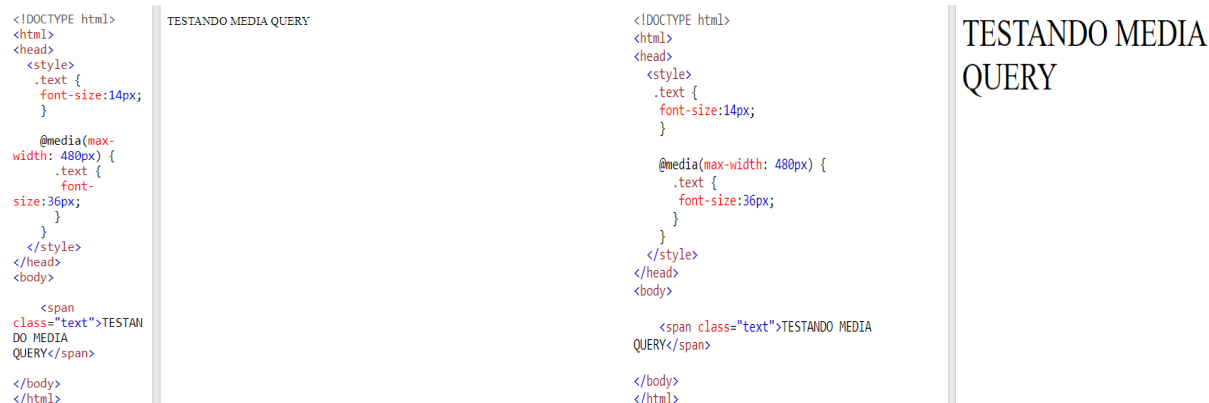 <!DOCTYPE html>
<html>
<head>
<style>
.text {
font-size:14px;
}
@media(max-
width: 480px) {
.text {
font-
size:36px;
}
}
</style>
</head>
<body>
<span
class="text">TESTAN
DO MEDIA
QUERY</span>
</body>
</html>
TESTANDO MEDIA QUERY
<!DOCTYPE html>
<html>
<head>
<style>
.text {
font-size:14px;
}
@media(max-width: 480px) {
.text {
font-size:36px;
}
}
</style>
</head>
<body>
<span class="text">TESTANDO MEDIA
QUERY</span>
</body>
</html>
TESTANDO MEDIA
QUERY